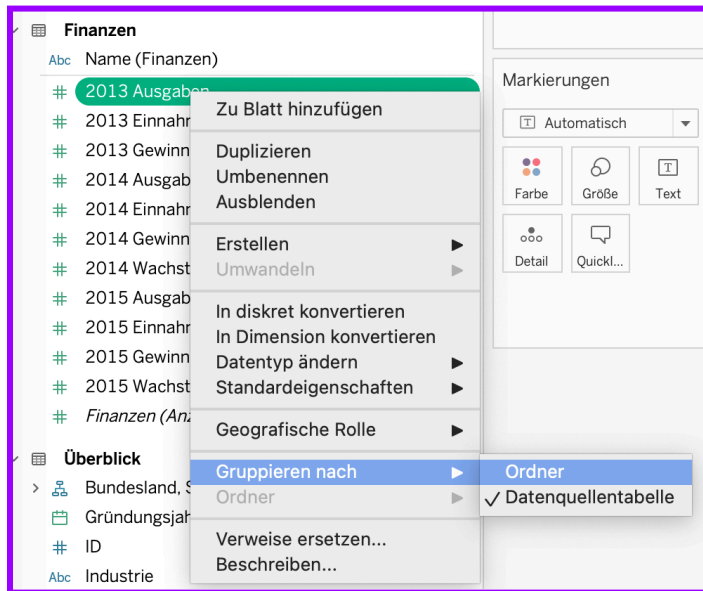 Finanzen
Abc Name (Finanzen)
2013 Ausgaben
2013 Einnahr
2013 Gewinn
2014 Ausgab
2014 Einnahr
2014 Gewinn
2014 Wachst
2015 Ausgab
2015 Einnahr
2015 Gewinn
2015 Wachst
Finanzen (Anz
Überblick
Bundesland, S
Gründungsjah
ID
Abc Industrie
Zu Blatt hinzufügen
Duplizieren
Umbenennen
Ausblenden
Erstellen
Umwandeln
In diskret konvertieren
In Dimension konvertieren
Datentyp ändern
Standardeigenschaften
Geografische Rolle
Gruppieren nach
Ordner
Verweise ersetzen...
Beschreiben...
Ordner
Datenquellentabelle
Markierungen
T Automatisch
Farbe Größe T Text
Detail Quickl...